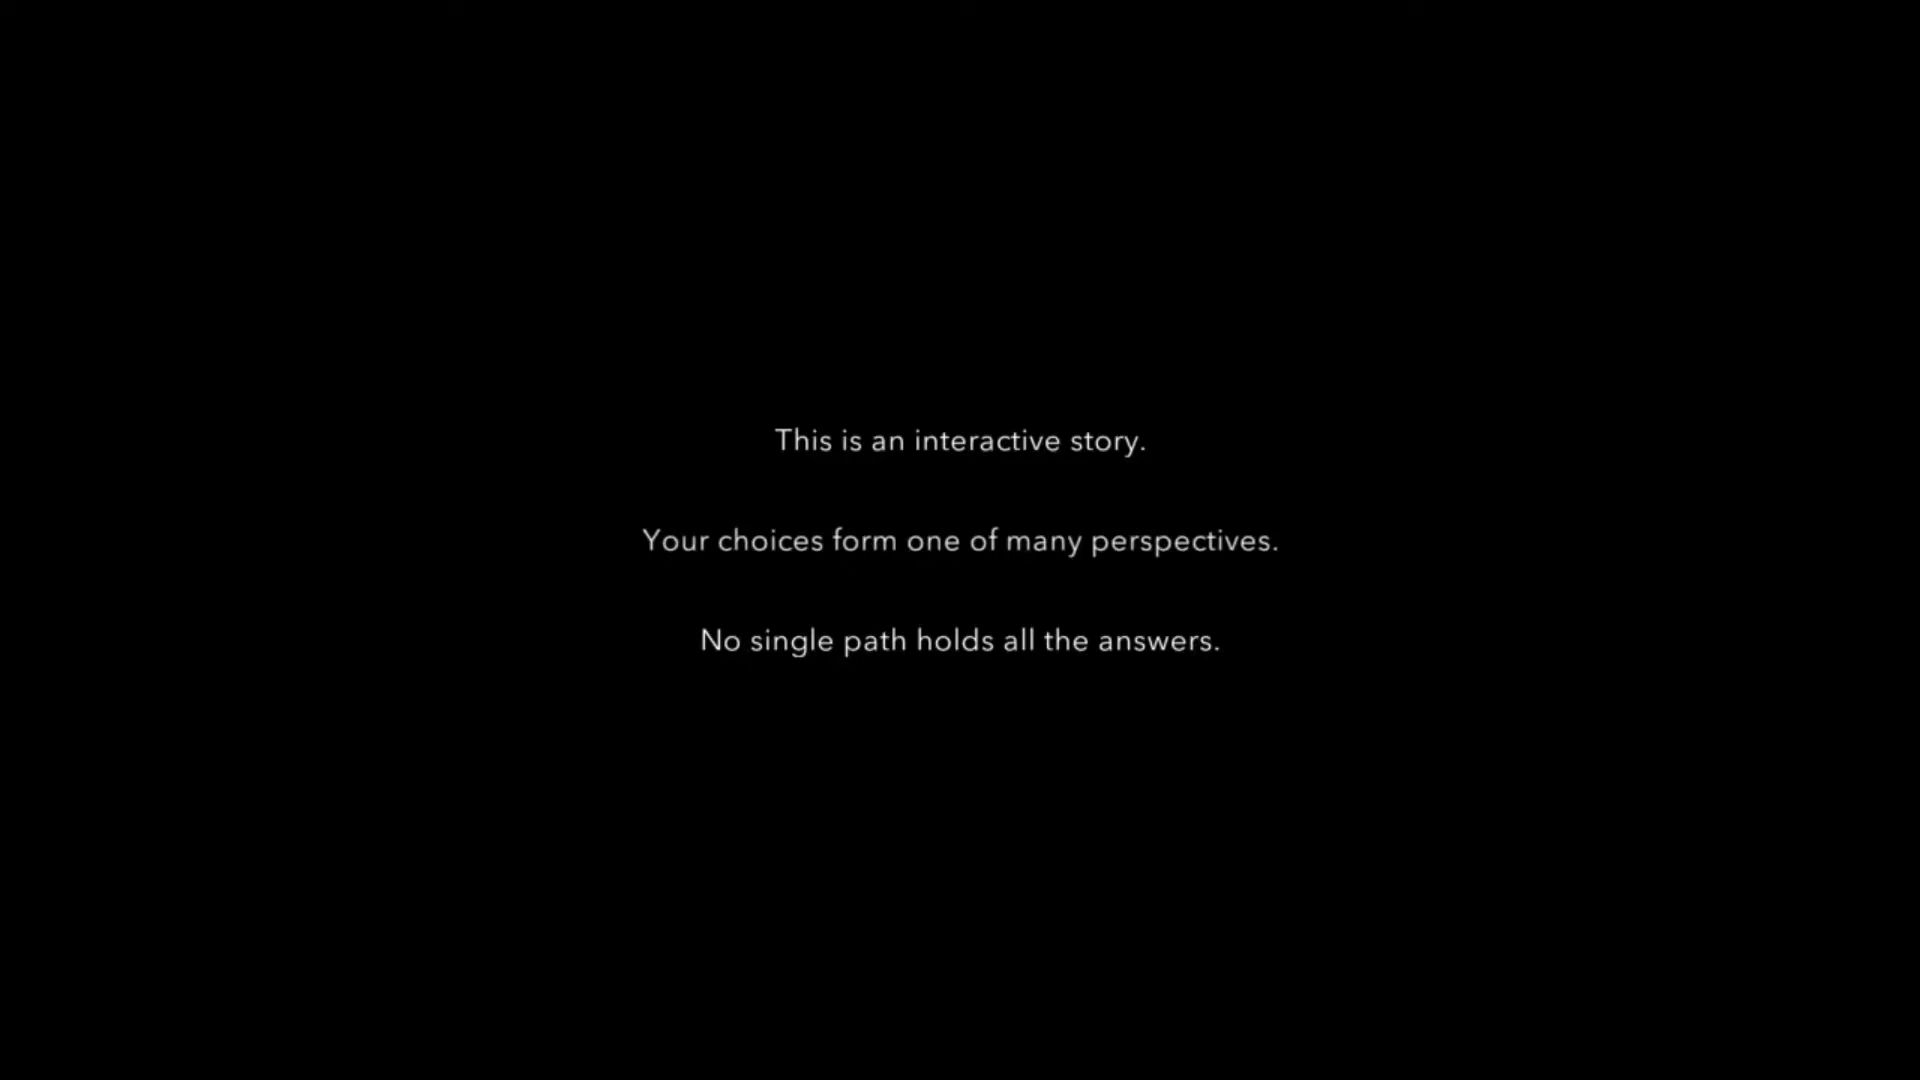 This is an interactive story.
Your choices form one of many perspectives.
No single path holds all the answers.